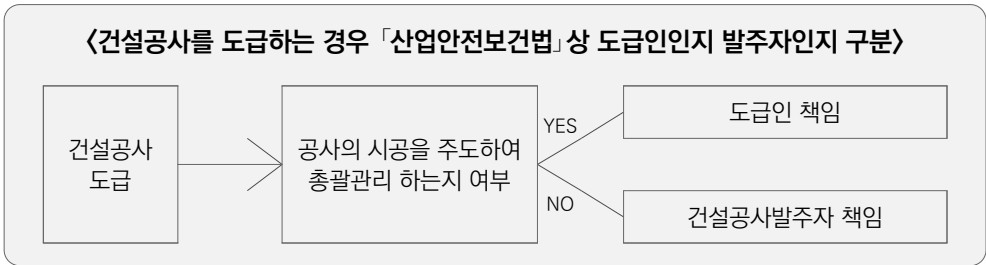 〈건설공사를 도급하는 경우 「산업안전보건법」상 도급인인지 발주자인지 구분〉
건설공사
도급
공사의 시공을 주도하여
총괄관리 하는지 여부
YES
도급인 책임
NO
건설공사발주자 책임